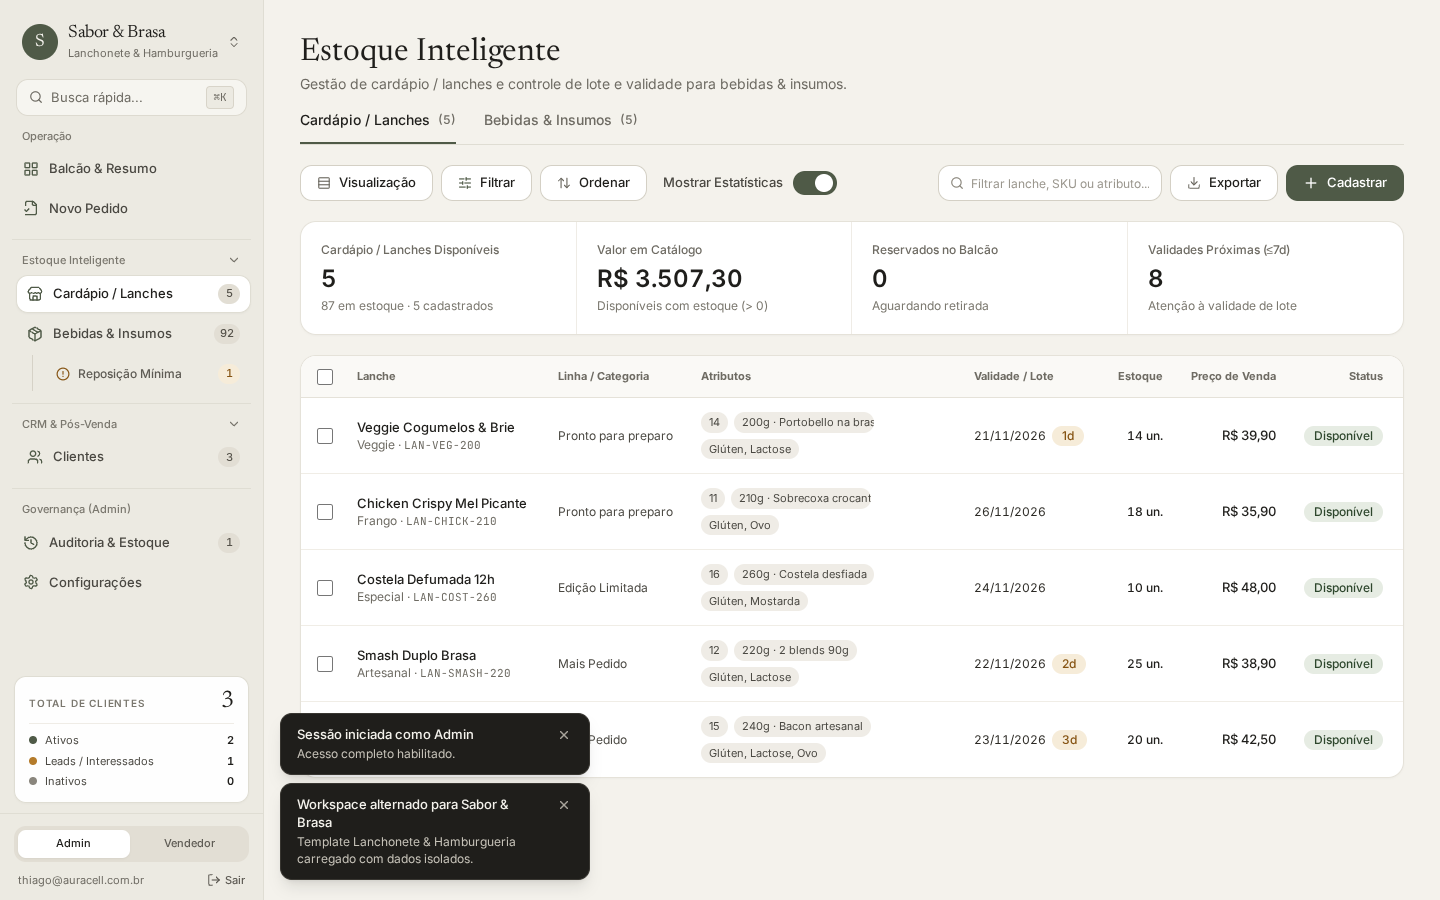 S
Sabor & Brasa
Lanchonete & Hamburgueria
Busca rápida...
⌘K
Operação
Balcão & Resumo
Novo Pedido
Estoque Inteligente
Cardápio / Lanches 5
Bebidas & Insumos 92
Reposição Mínima 1
CRM & Pós-Venda
Clientes 3
Governança (Admin)
Auditoria & Estoque 1
Configurações
TOTAL DE CLIENTES 3
Ativos 2
Leads / Interessados 1
Inativos 0
Admin Vendedor
thiago@auracell.com.br Sair
Estoque Inteligente
Gestão de cardápio / lanches e controle de lote e validade para bebidas & insumos.
Cardápio / Lanches (5) Bebidas & Insumos (5)
Visualização Filtrar Ordenar Mostrar Estatísticas Filtrar lanche, SKU ou atributo... Exportar Cadastrar
Cardápio / Lanches Disponíveis
5
87 em estoque · 5 cadastrados
Valor em Catálogo
R$ 3.507,30
Disponíveis com estoque (> 0)
Reservados no Balcão
0
Aguardando retirada
Validades Próximas (≤7d)
8
Atenção à validade de lote
Lanche Linha / Categoria Atributos Validade / Lote Estoque Preço de Venda Status
Veggie Cogumelos & Brie
Veggie · LAN-VEG-200
Pronto para preparo
14 200g · Portobello na bras
Glúten, Lactose
21/11/2026 1d 14 un. R$ 39,90 Disponível
Chicken Crispy Mel Picante
Frango · LAN-CHICK-210
Pronto para preparo
11 210g · Sobrecoxa crocant
Glúten, Ovo
26/11/2026 18 un. R$ 35,90 Disponível
Costela Defumada 12h
Especial · LAN-COST-260
Edição Limitada
16 260g · Costela desfiada
Glúten, Mostarda
24/11/2026 10 un. R$ 48,00 Disponível
Smash Duplo Brasa
Artesanal · LAN-SMASH-220
Mais Pedido
12 220g · 2 blends 90g
Glúten, Lactose
22/11/2026 2d 25 un. R$ 38,90 Disponível
Pedido
15 240g · Bacon artesanal
Glúten, Lactose, Ovo
23/11/2026 3d 20 un. R$ 42,50 Disponível
Sessão iniciada como Admin
Acesso completo habilitado.
Workspace alternado para Sabor &
Brasa
Template Lanchonete & Hamburgueria
carregado com dados isolados.